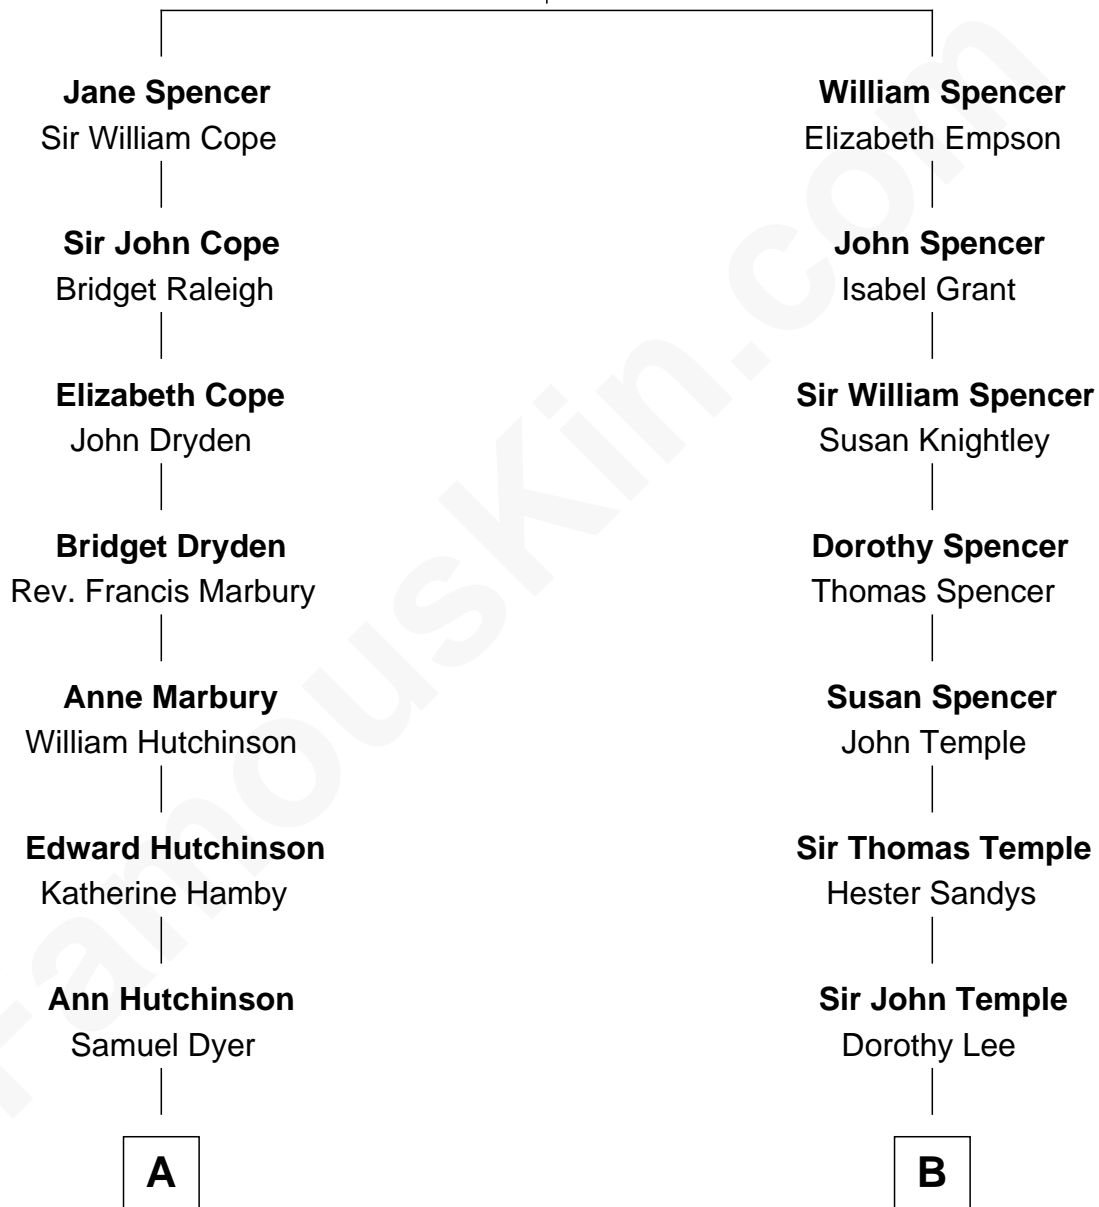 Jane Spencer
Sir William Cope
William Spencer
Elizabeth Empson
Sir John Cope
Bridget Raleigh
John Spencer
Isabel Grant
Elizabeth Cope
John Dryden
Sir William Spencer
Susan Knightley
Bridget Dryden
Rev. Francis Marbury
Dorothy Spencer
Thomas Spencer
Anne Marbury
William Hutchinson
Susan Spencer
John Temple
Edward Hutchinson
Katherine Hamby
Sir Thomas Temple
Hester Sandys
Ann Hutchinson
Samuel Dyer
Sir John Temple
Dorothy Lee
A
B
FamousKin.com